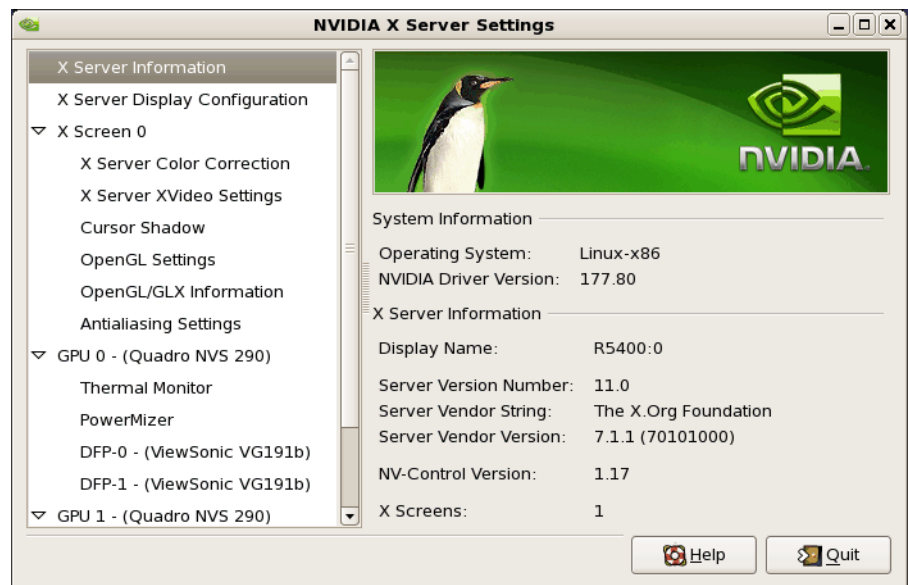 NVIDIA X Server Settings
X Server Information
X Server Display Configuration
X Screen 0
X Server Color Correction
X Server XVideo Settings
Cursor Shadow
OpenGL Settings
OpenGL/GLX Information
Antialiasing Settings
GPU 0 - (Quadro NVS 290)
Thermal Monitor
PowerMizer
DFP-0 - (ViewSonic VG191b)
DFP-1 - (ViewSonic VG191b)
GPU 1 - (Quadro NVS 290)
NVIDIA.
System Information
Operating System: Linux-x86
NVIDIA Driver Version: 177.80
X Server Information
Display Name: R5400:0
Server Version Number: 11.0
Server Vendor String: The X.Org Foundation
Server Vendor Version: 7.1.1 (70101000)
NV-Control Version: 1.17
X Screens: 1
Help
Quit